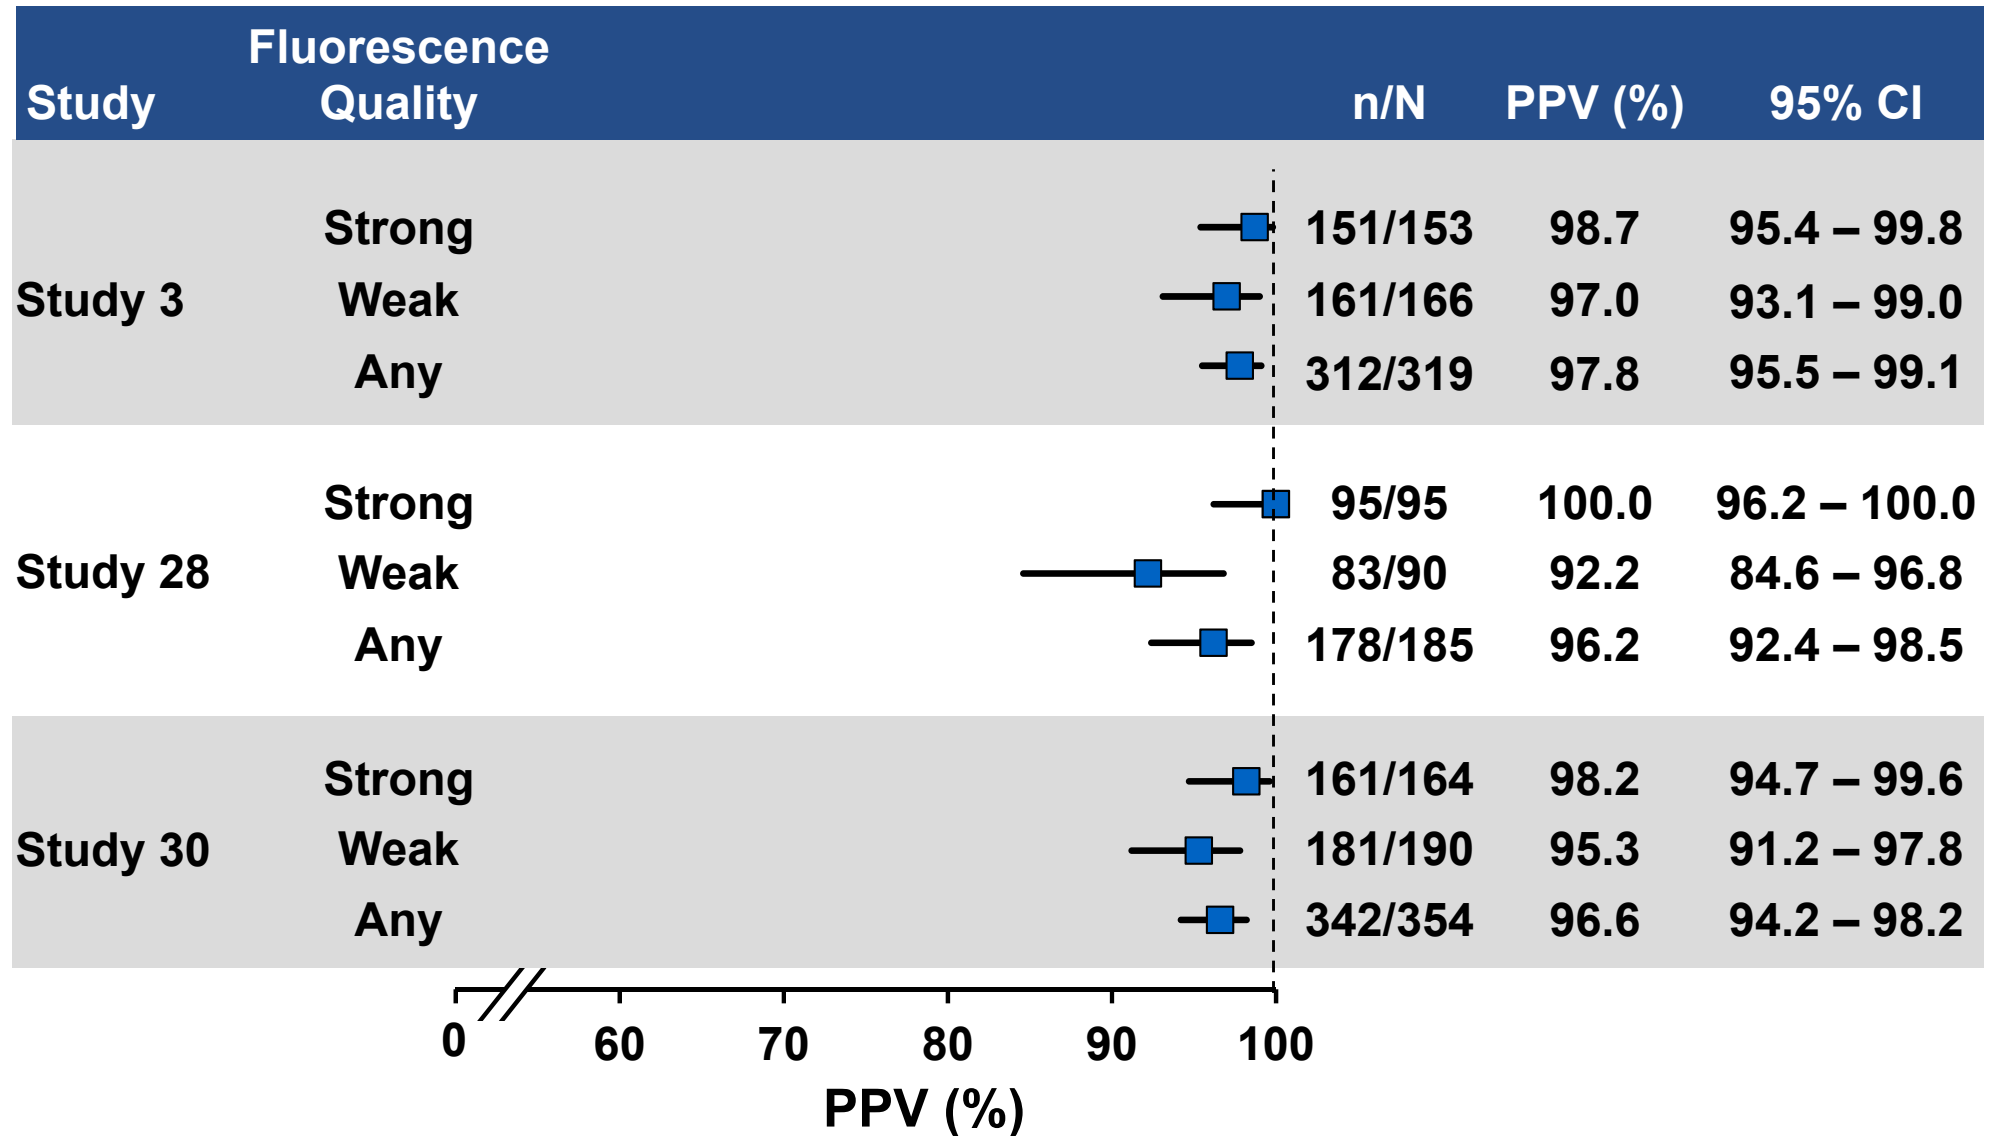 Study Fluorescence Quality n/N PPV (%) 95% CI
Strong 151/153 98.7 95.4 – 99.8
Study 3 Weak 161/166 97.0 93.1 – 99.0
Any 312/319 97.8 95.5 – 99.1
Strong 95/95 100.0 96.2 – 100.0
Study 28 Weak 83/90 92.2 84.6 – 96.8
Any 178/185 96.2 92.4 – 98.5
Strong 161/164 98.2 94.7 – 99.6
Study 30 Weak 181/190 95.3 91.2 – 97.8
Any 342/354 96.6 94.2 – 98.2
0 60 70 80 90 100
PPV (%)